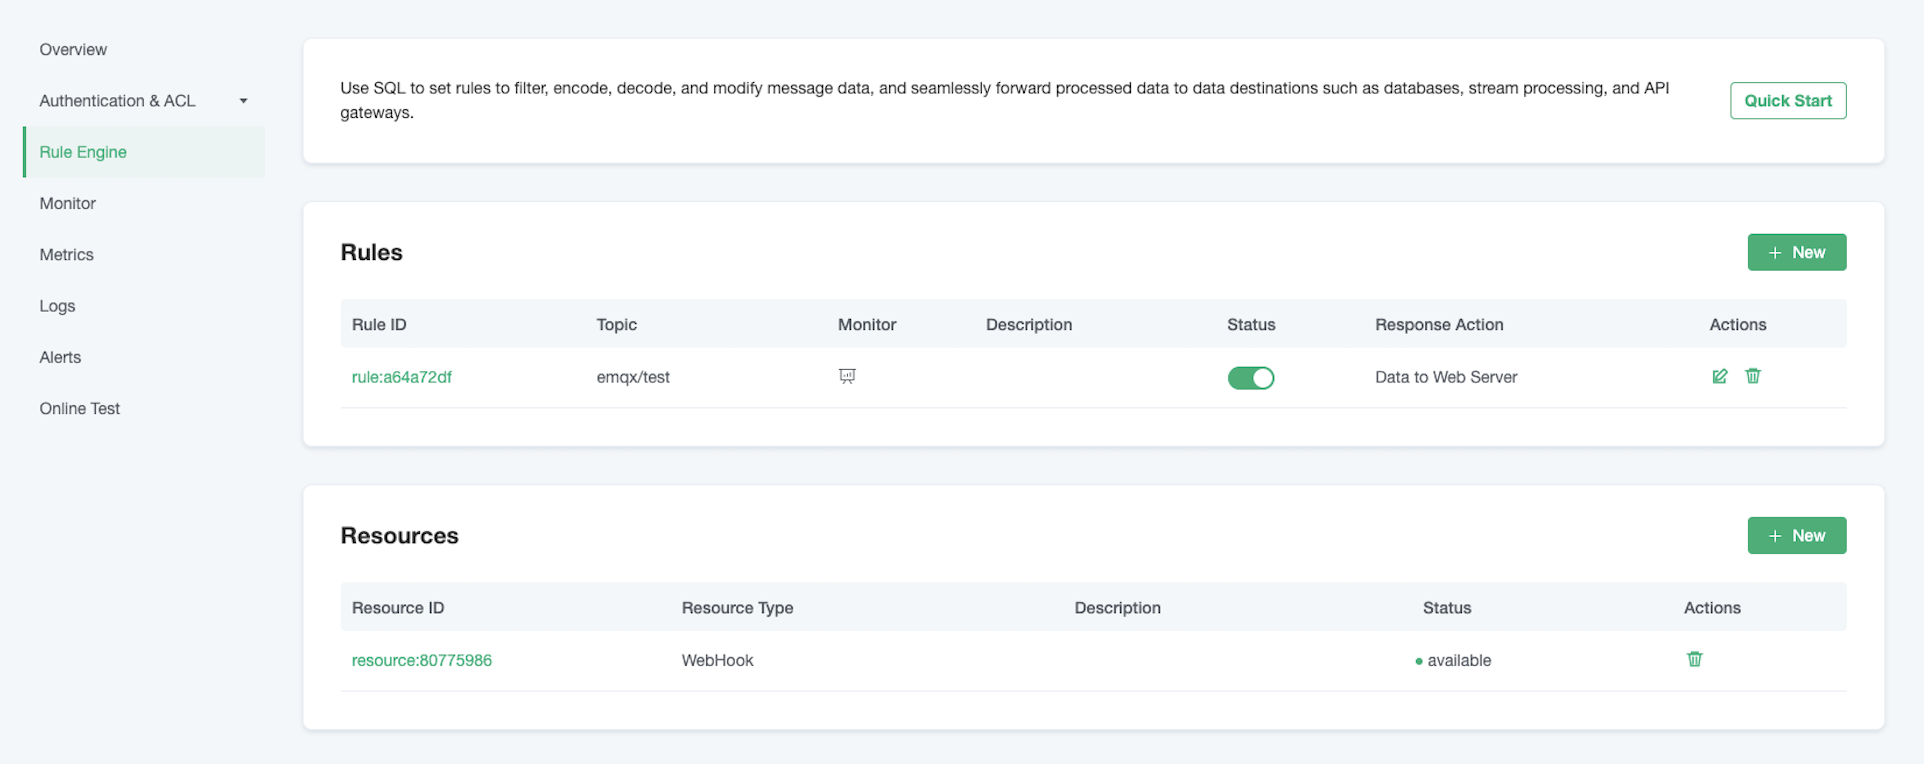 Overview
Authentication & ACL
Rule Engine
Monitor
Metrics
Logs
Alerts
Online Test
Use SQL to set rules to filter, encode, decode, and modify message data, and seamlessly forward processed data to data destinations such as databases, stream processing, and API
gateways.
Quick Start
Rules
+ New
Rule ID Topic Monitor Description Status Response Action Actions
rule:a64a72df emqx/test Data to Web Server
Resources
+ New
Resource ID Resource Type Description Status Actions
resource:80775986 WebHook available